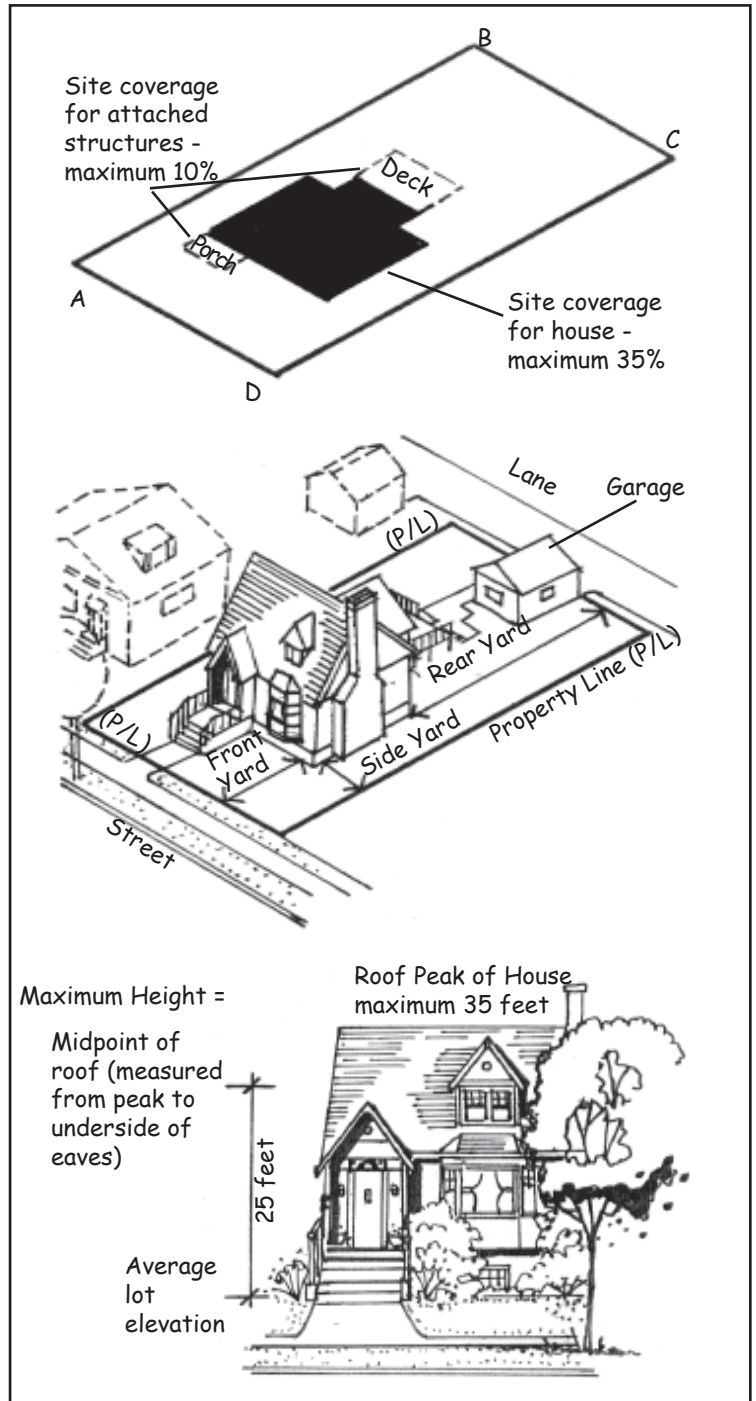 B
Site coverage
for attached
structures -
maximum 10%
C
Deck
Porch
A
Site coverage
for house -
maximum 35%
D
Lane
Garage
(P/L)
Rear Yard
Property Line (P/L)
(P/L)
Side Yard
Front
Yard
Street
Roof Peak of House
maximum 35 feet
Maximum Height =
Midpoint of
roof (measured
from peak to
underside of
eaves)
25 feet
Average
lot
elevation